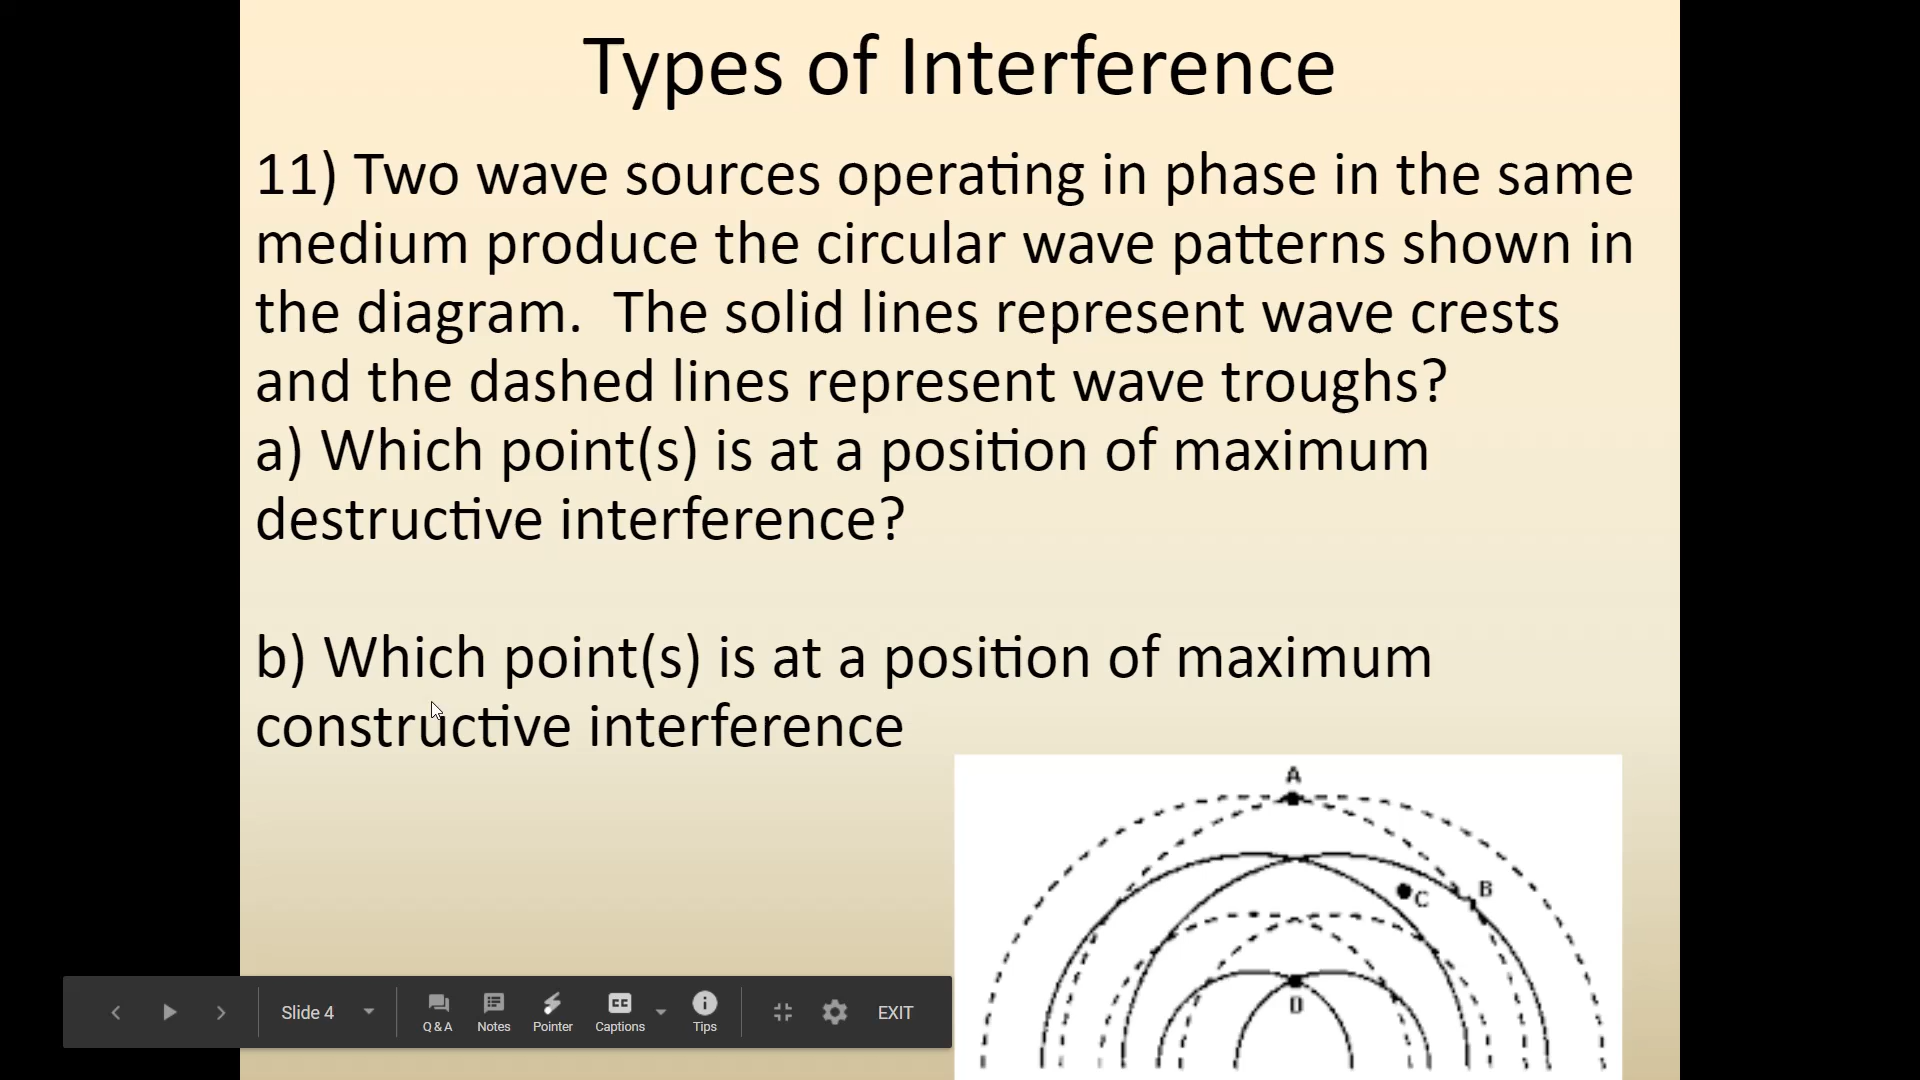 Types of Interference
11) Two wave sources operating in phase in the same
medium produce the circular wave patterns shown in
the diagram.  The solid lines represent wave crests
and the dashed lines represent wave troughs?
a) Which point(s) is at a position of maximum
destructive interference?
b) Which point(s) is at a position of maximum
constructive interference
A
B
C
D
Slide 4
Q & A
Notes
Pointer
CC
Captions
Tips
EXIT